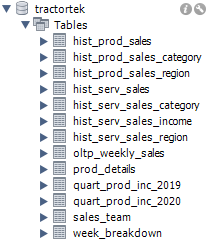 tractortek
Tables
hist_prod_sales
hist_prod_sales_category
hist_prod_sales_region
hist_serv_sales
hist_serv_sales_category
hist_serv_sales_income
hist_serv_sales_region
oltp_weekly_sales
prod_details
quart_prod_inc_2019
quart_prod_inc_2020
sales_team
week_breakdown